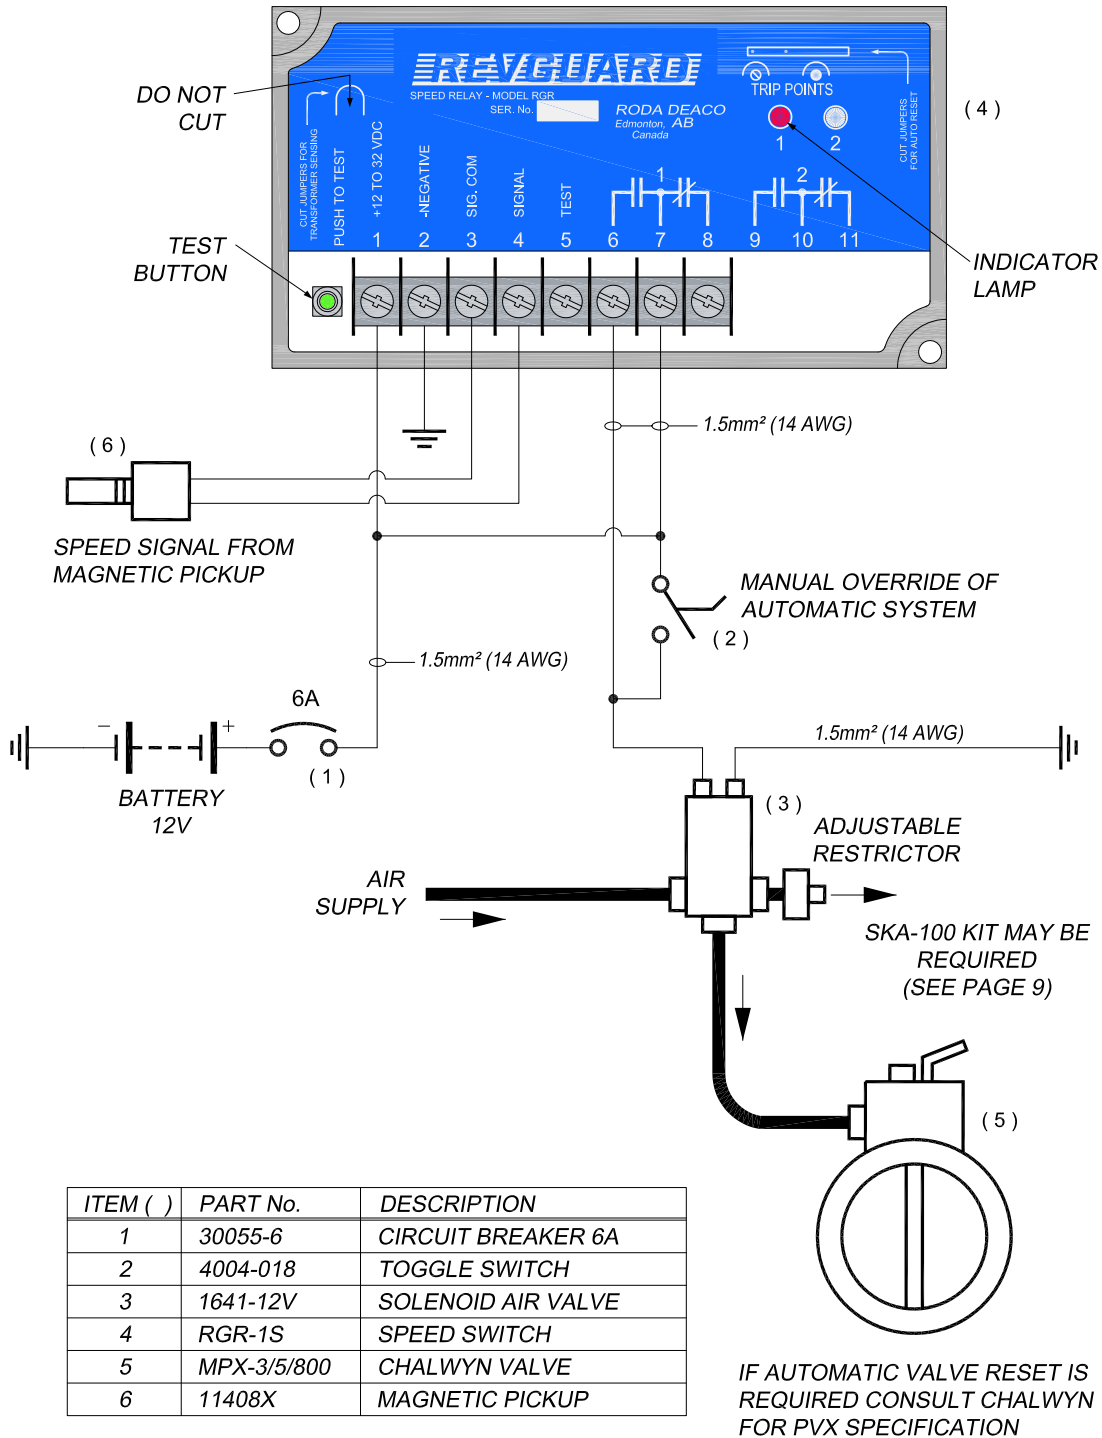 REVGUARD
SPEED RELAY - MODEL RGR
SER. No.
RODA DEACO
Edmonton, AB
Canada
TRIP POINTS
1 2
CUT JUMPERS
FOR AUTO RESET
( 4 )
DO NOT
CUT
CUT JUMPERS FOR
TRANSFORMER SENSING
PUSH TO TEST
+12 TO 32 VDC
-NEGATIVE
SIG. COM
SIGNAL
TEST
1 2
1 2 3 4 5 6 7 8 9 10 11
TEST
BUTTON
INDICATOR
LAMP
1.5mm² (14 AWG)
( 6 )
SPEED SIGNAL FROM
MAGNETIC PICKUP
MANUAL OVERRIDE OF
AUTOMATIC SYSTEM
( 2 )
1.5mm² (14 AWG)
6A
- +
( 1 )
BATTERY
12V
1.5mm² (14 AWG)
( 3 )
ADJUSTABLE
RESTRICTOR
AIR
SUPPLY
SKA-100 KIT MAY BE
REQUIRED
(SEE PAGE 9)
( 5 )
ITEM ( ) PART No. DESCRIPTION
1 30055-6 CIRCUIT BREAKER 6A
2 4004-018 TOGGLE SWITCH
3 1641-12V SOLENOID AIR VALVE
4 RGR-1S SPEED SWITCH
5 MPX-3/5/800 CHALWYN VALVE
6 11408X MAGNETIC PICKUP
IF AUTOMATIC VALVE RESET IS
REQUIRED CONSULT CHALWYN
FOR PVX SPECIFICATION